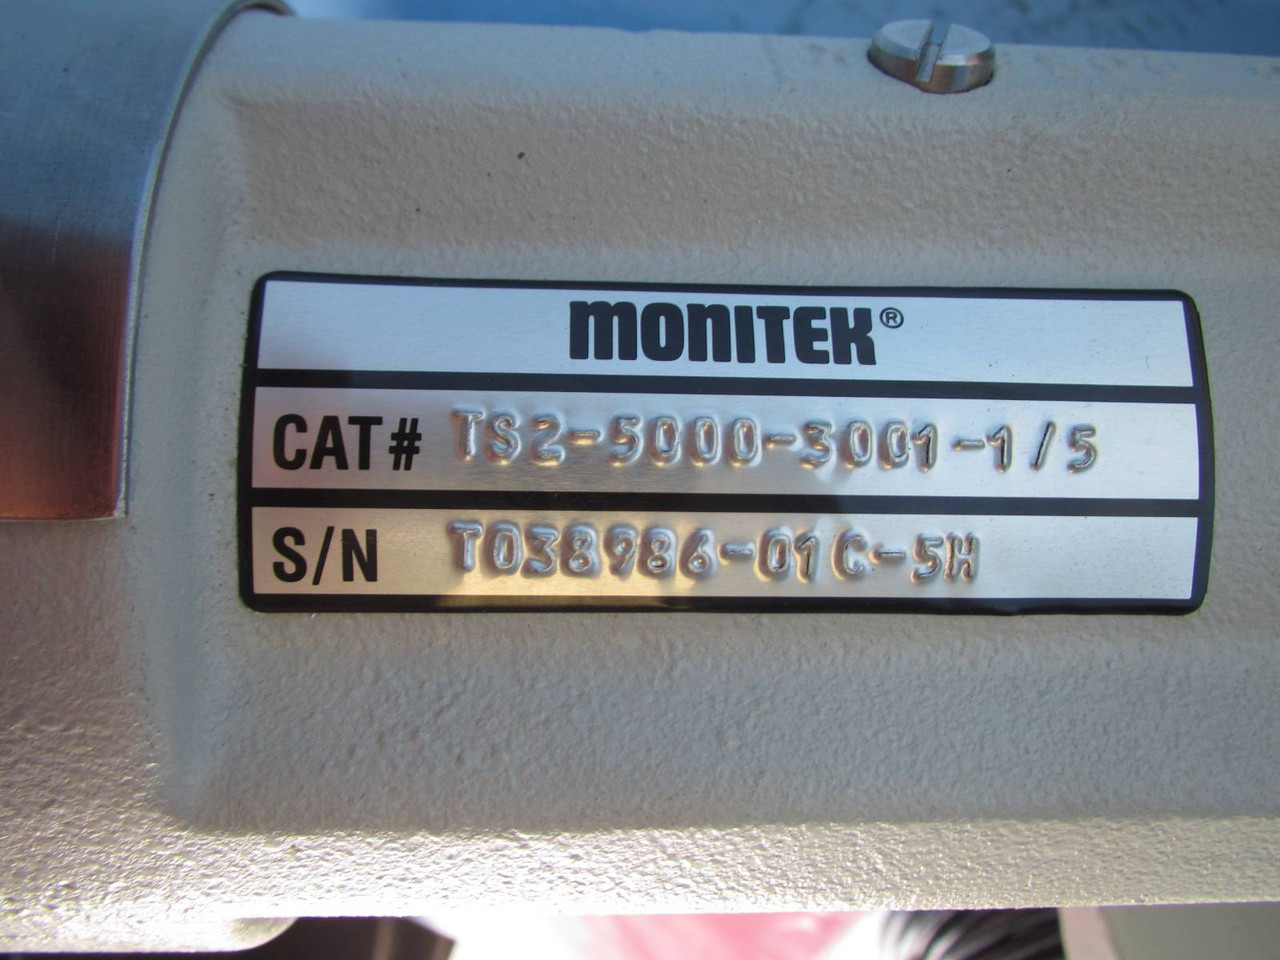 MONITEK®
CAT# TS2-5000-3001-1/5
S/N T038986-01C-5H